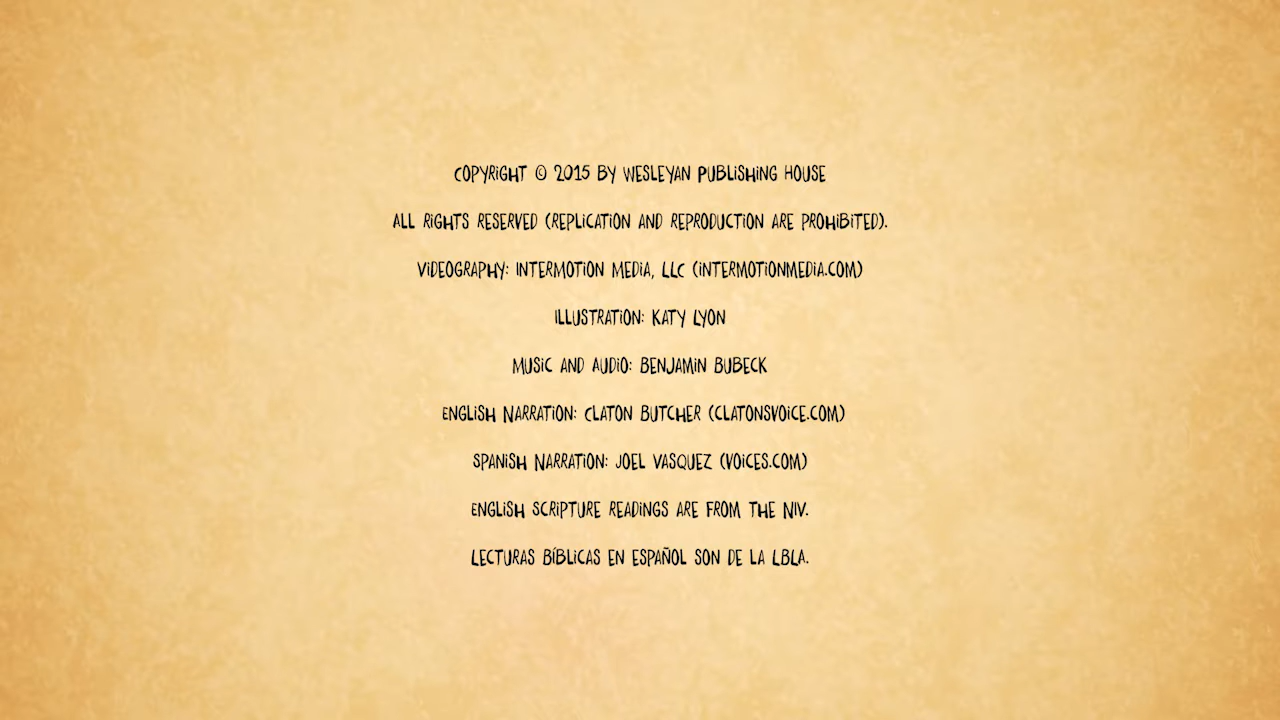 COPYRIGHT © 2015 BY WESLEYAN PUBLISHING HOUSE
ALL RIGHTS RESERVED (REPLICATION AND REPRODUCTION ARE PROHIBITED).
VIDEOGRAPHY: INTERMOTION MEDIA, LLC (INTERMOTIONMEDIA.COM)
ILLUSTRATION: KATY LYON
MUSIC AND AUDIO: BENJAMIN BUBECK
ENGLISH NARRATION: CLATON BUTCHER (CLATONSVOICE.COM)
SPANISH NARRATION: JOEL VASQUEZ (VOICES.COM)
ENGLISH SCRIPTURE READINGS ARE FROM THE NIV.
LECTURAS BÍBLICAS EN ESPAÑOL SON DE LA LBLA.